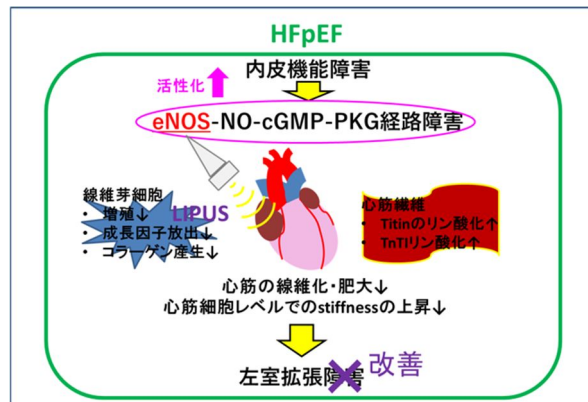 HFpEF
内皮機能障害
活性化
eNOS-NO-cGMP-PKG経路障害
線維芽細胞
• 増殖↓
• 成長因子放出↓
• コラーゲン産生↓
LIPUS
心筋繊維
• Titinのリン酸化↑
• TnTIリン酸化↑
心筋の線維化・肥大↓
心筋細胞レベルでのstiffnessの上昇↓
左室拡張障害
改善